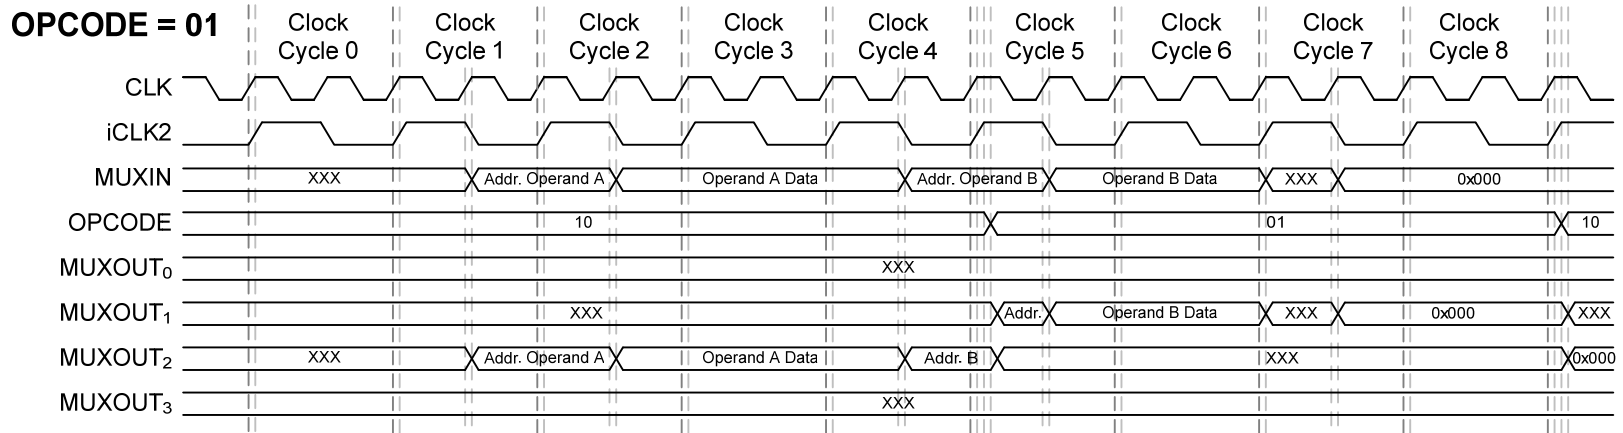 OPCODE = 01
Clock Cycle 0 Clock Cycle 1 Clock Cycle 2 Clock Cycle 3 Clock Cycle 4 Clock Cycle 5 Clock Cycle 6 Clock Cycle 7 Clock Cycle 8
CLK
iCLK2
MUXIN XXX Addr. Operand A Operand A Data Addr. Operand B Operand B Data XXX 0x000
OPCODE 10 01 10
MUXOUT0 XXX
MUXOUT1 XXX Addr. Operand B Data XXX 0x000 XXX
MUXOUT2 XXX Addr. Operand A Operand A Data Addr. B XXX 0x000
MUXOUT3 XXX